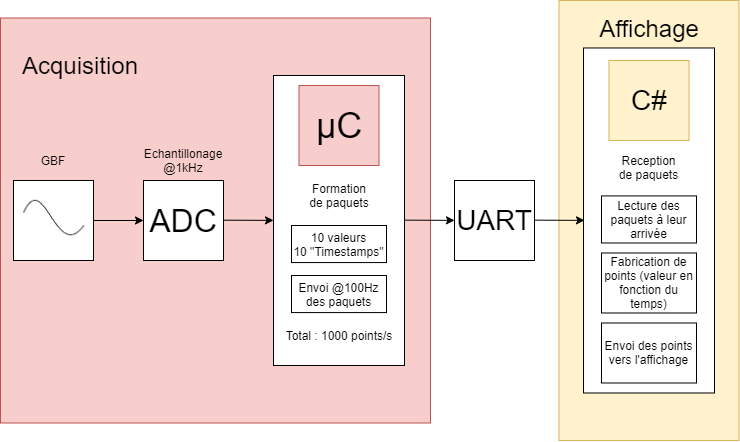 Acquisition
GBF
Echantillonage
@1kHz
ADC
µC
Formation
de paquets
10 valeurs
10 "Timestamps"
Envoi @100Hz
des paquets
Total : 1000 points/s
UART
Affichage
C#
Reception
de paquets
Lecture des
paquets à leur
arrivée
Fabrication de
points (valeur en
fonction du
temps)
Envoi des points
vers l'affichage